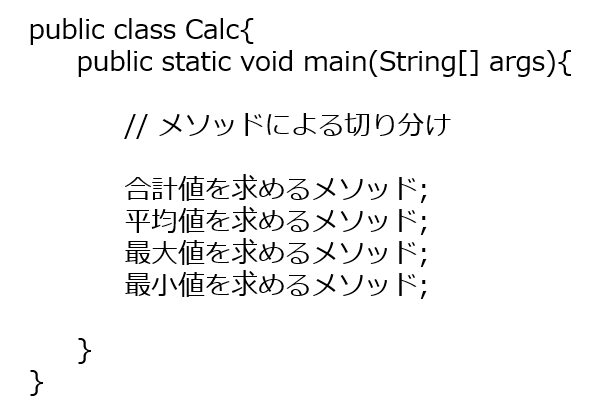 public class Calc{
public static void main(String[] args){
// メソッドによる切り分け
合計値を求めるメソッド;
平均値を求めるメソッド;
最大値を求めるメソッド;
最小値を求めるメソッド;
}
}